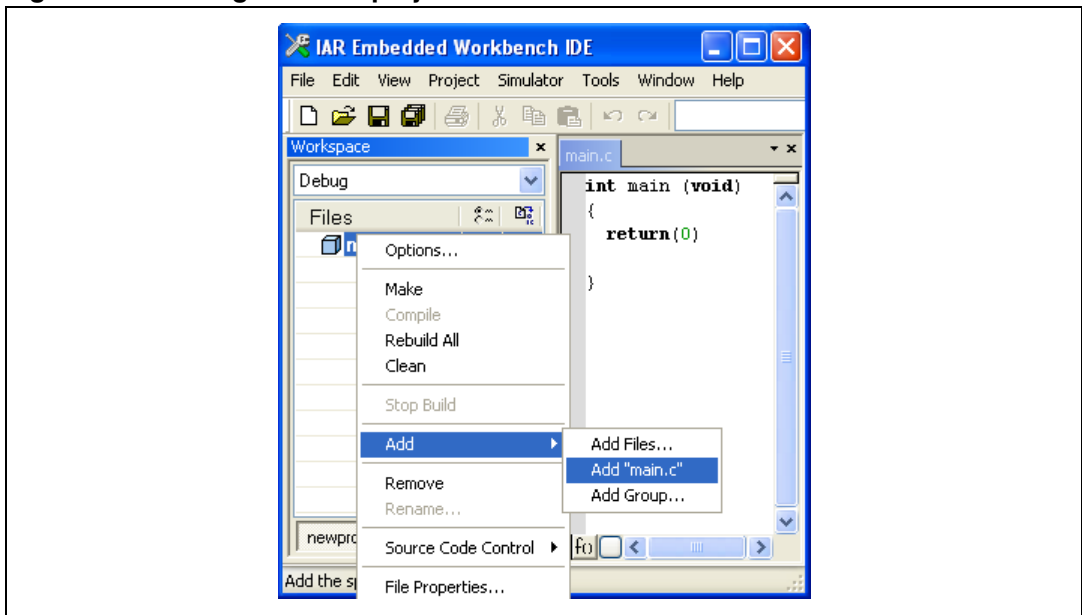 IAR Embedded Workbench IDE
File Edit View Project Simulator Tools Window Help
Workspace
main.c
Debug
Files
int main (void)
{
return(0)
}
Options...
Make
Compile
Rebuild All
Clean
Stop Build
Add
Add Files...
Add "main.c"
Add Group...
Remove
Rename...
Source Code Control
File Properties...
Add the